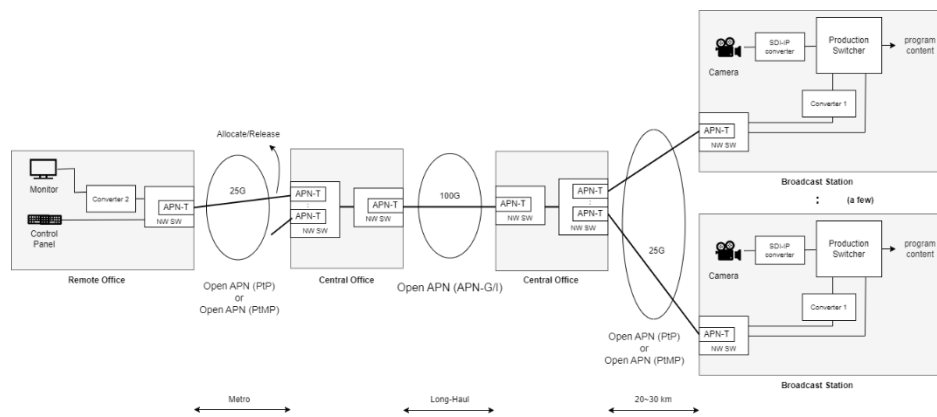 Monitor
Control
Panel
Converter 2
APN-T
NW SW
Remote Office
Allocate/Release
25G
Open APN (PtP)
or
Open APN (PtMP)
APN-T
APN-T
NW SW
APN-T
NW SW
Central Office
100G
Open APN (APN-G/I)
APN-T
NW SW
APN-T
APN-T
NW SW
Central Office
25G
Open APN (PtP)
or
Open APN (PtMP)
Camera
SDI-IP
converter
Production
Switcher
program
content
Converter 1
APN-T
NW SW
Broadcast Station
:
(a few)
Camera
SDI-IP
converter
Production
Switcher
program
content
Converter 1
APN-T
NW SW
Broadcast Station
Metro
Long-Haul
20~30 km